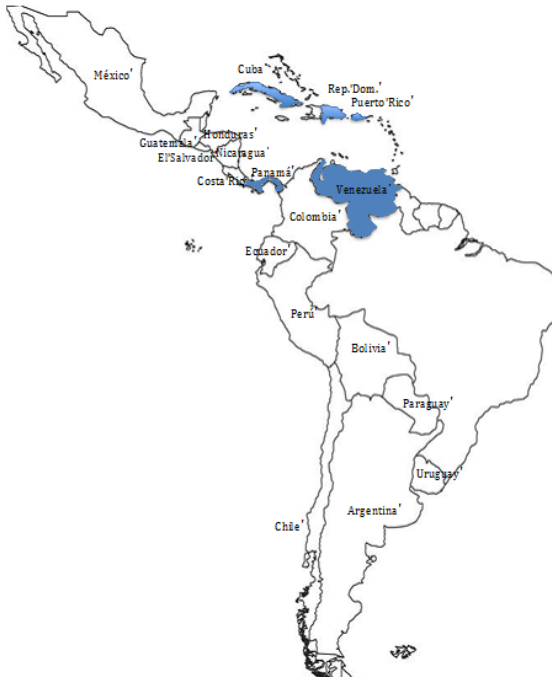 Cuba
Rep.'Dom.'
México'
Puerto'Rico'
Honduras'
Guatemala'
Nicaragua'
El'Salvador
Panamá'
Costa'Ric
Venezuela'
Colombia'
Ecuador'
Perú'
Bolivia'
Paraguay'
Uruguay'
Argentina'
Chile'